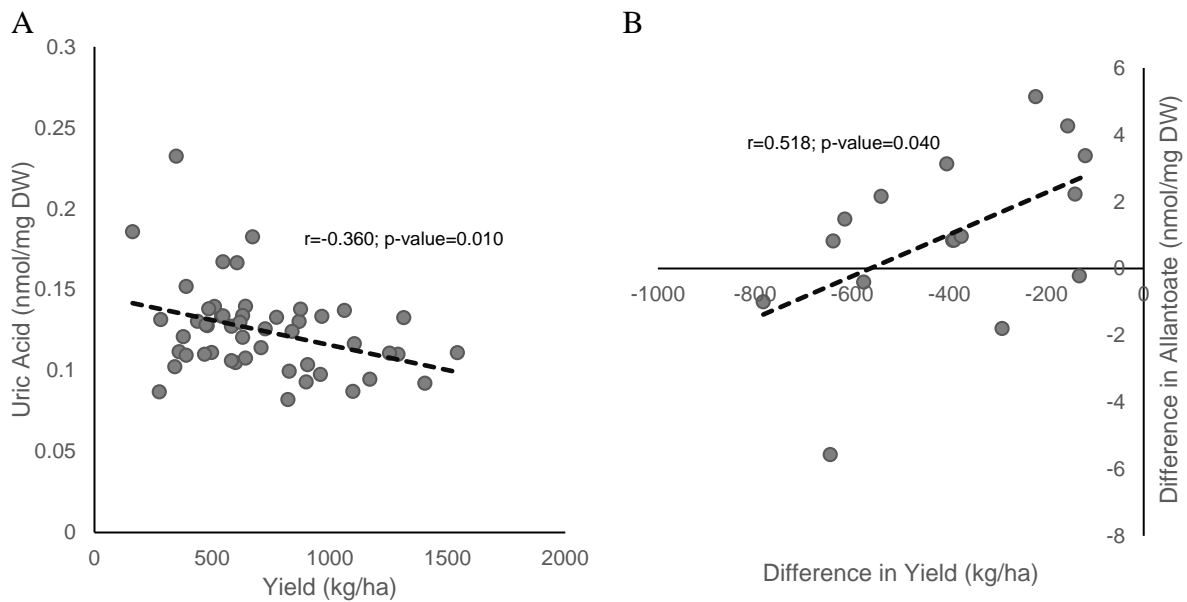 A
0.3
0.25
0.2
0.15
0.1
0.05
0
Uric Acid (nmol/mg DW)
r=-0.360; p-value=0.010
0 500 1000 1500 2000
Yield (kg/ha)
B
6
4
2
0
-2
-4
-6
-8
Difference in Allantoate (nmol/mg DW)
r=0.518; p-value=0.040
-1000 -800 -600 -400 -200 0
Difference in Yield (kg/ha)